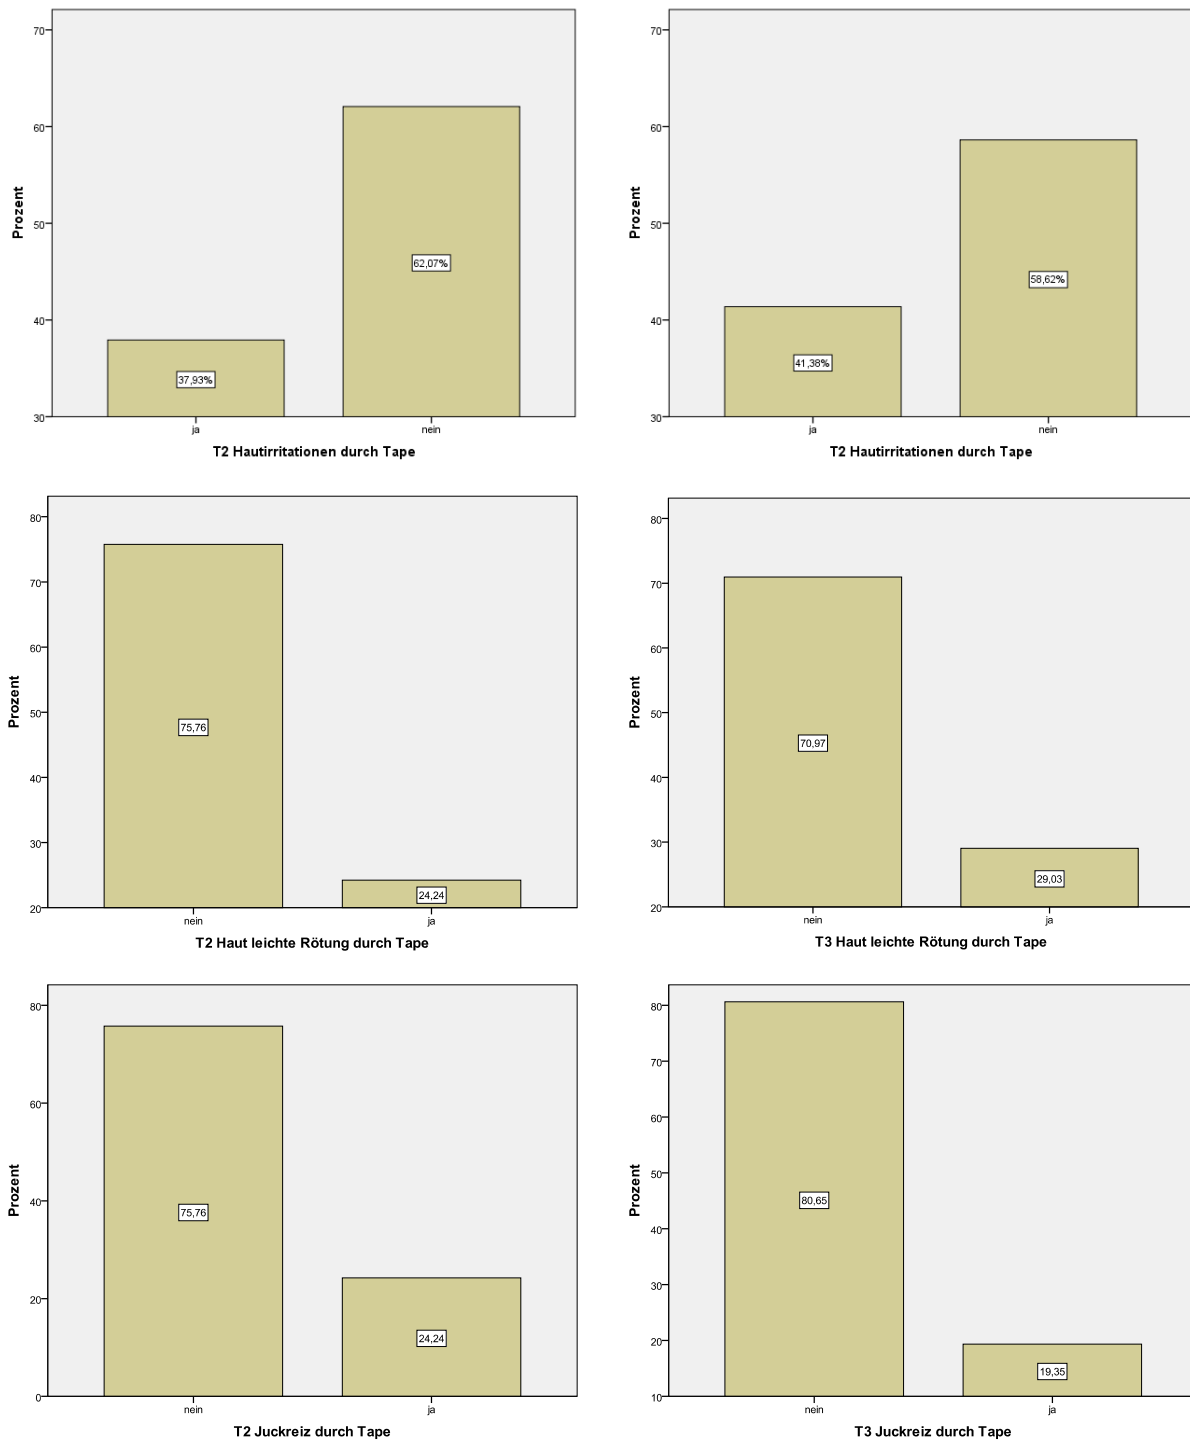 70
60
50
40
30
Prozent
37,93%
62,07%
ja
nein
T2 Hautirritationen durch Tape
70
60
50
40
30
Prozent
41,38%
58,62%
ja
nein
T2 Hautirritationen durch Tape
80
70
60
50
40
30
20
Prozent
75,76
24,24
nein
ja
T2 Haut leichte Rötung durch Tape
80
70
60
50
40
30
20
Prozent
70,97
29,03
nein
ja
T3 Haut leichte Rötung durch Tape
80
60
40
20
0
Prozent
75,76
24,24
nein
ja
T2 Juckreiz durch Tape
80
70
60
50
40
30
20
10
Prozent
80,65
19,35
nein
ja
T3 Juckreiz durch Tape